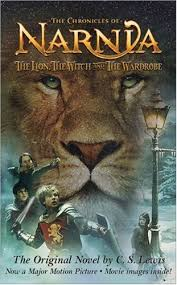 THE CHRONICLES OF
NARNIA
THE LION, THE WITCH AND THE WARDROBE
The Original Novel by C. S. Lewis
Now a Major Motion Picture • Movie images inside!